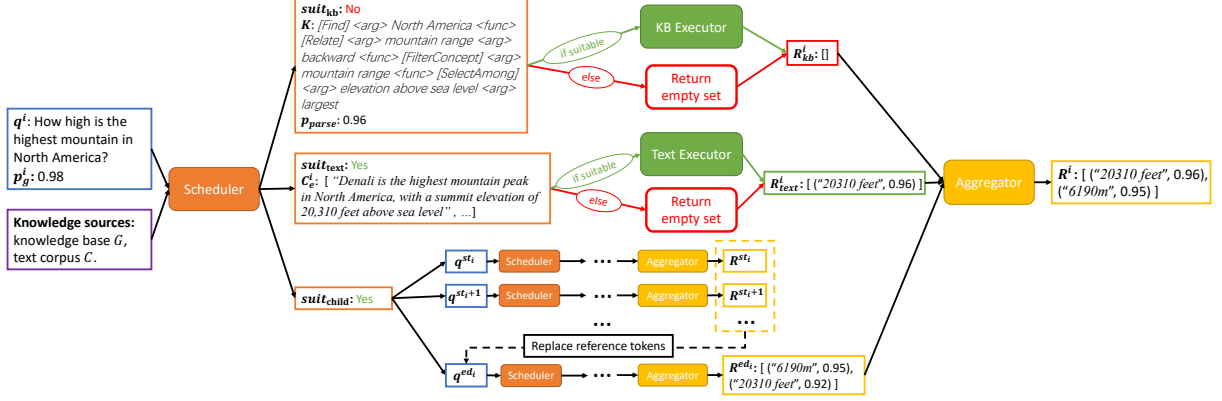 q^i: How high is the
highest mountain in
North America?
p_g^i: 0.98
Knowledge sources:
knowledge base G,
text corpus C.
Scheduler
suit_kb: No
K: [Find] <arg> North America <func>
[Relate] <arg> mountain range <arg>
backward <func> [FilterConcept] <arg>
mountain range <func> [SelectAmong]
<arg> elevation above sea level <arg>
largest
p_parse: 0.96
if suitable
KB Executor
else
Return
empty set
R_kb^i: []
suit_text: Yes
C_e^i: [ “Denali is the highest mountain peak
in North America, with a summit elevation of
20,310 feet above sea level” , …]
if suitable
Text Executor
else
Return
empty set
R_text^i: [ (“20310 feet”, 0.96) ]
Aggregator
R^i: [ (“20310 feet”, 0.96),
(“6190m”, 0.95) ]
suit_child: Yes
q^{st_i}
Scheduler
...
Aggregator
R^{st_i}
q^{st_i+1}
Scheduler
...
Aggregator
R^{st_i+1}
...
...
Replace reference tokens
q^{ed_i}
Scheduler
...
Aggregator
R^{ed_i}: [ (“6190m”, 0.95),
(“20310 feet”, 0.92) ]